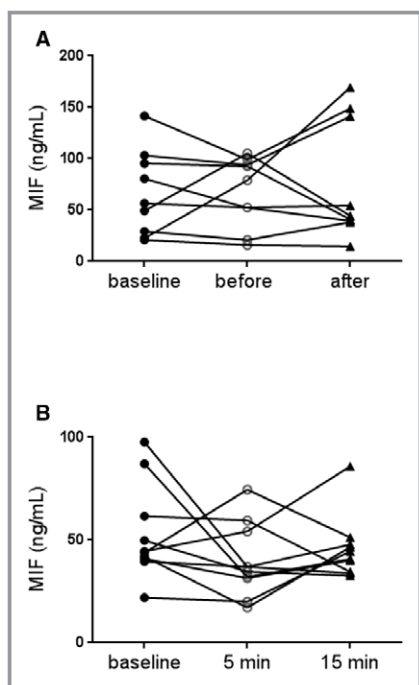 A
200
150
100
50
0
MIF (ng/mL)
baseline before after
B
100
50
0
MIF (ng/mL)
baseline 5 min 15 min